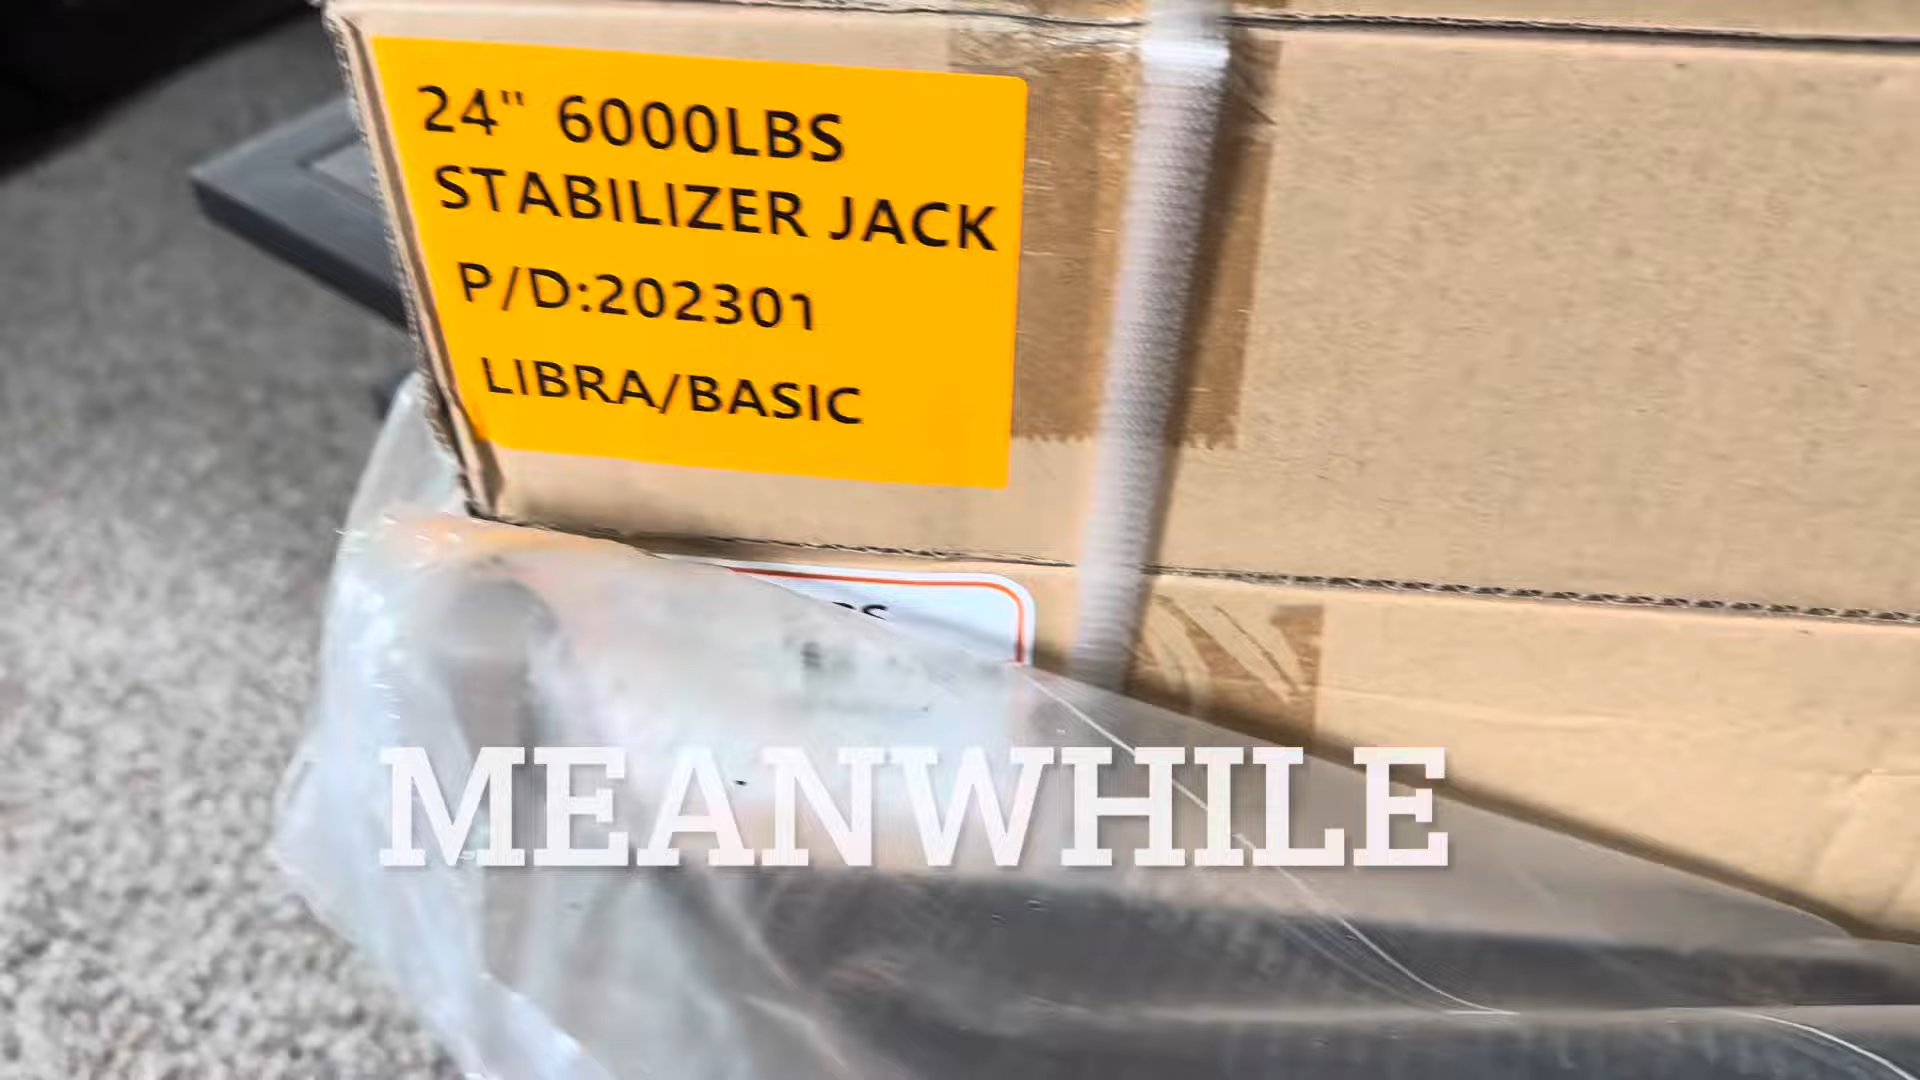 24" 6000LBS
STABILIZER JACK
P/D:202301
LIBRA/BASIC
MEANWHILE